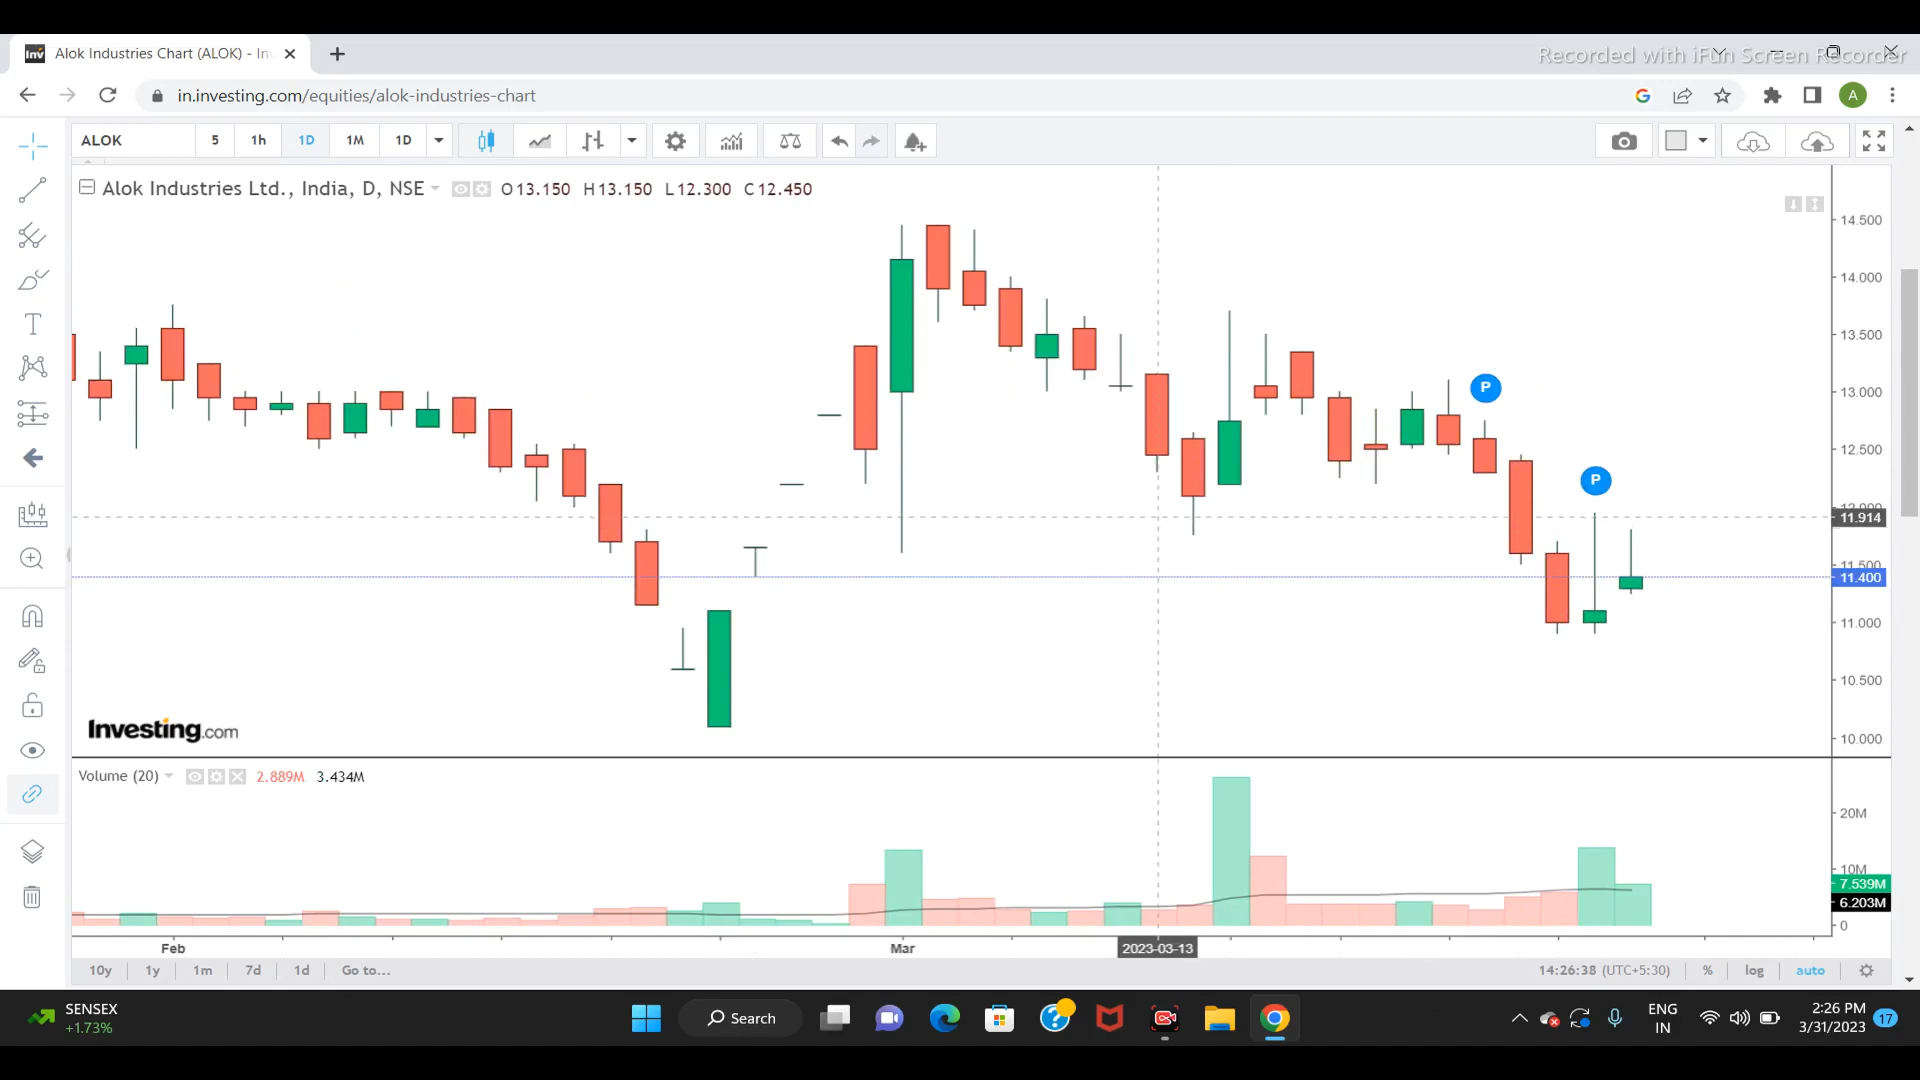 Alok Industries Chart (ALOK) - In
Recorded with iFun Screen Recorder
in.investing.com/equities/alok-industries-chart
A
ALOK 5 1h 1D 1M 1D
Alok Industries Ltd., India, D, NSE O13.150 H13.150 L12.300 C12.450
14.500
14.000
13.500
13.000
P
12.500
P
12.000
11.914
11.500
11.400
11.000
10.500
Investing.com
10.000
Volume (20) 2.889M 3.434M
20M
10M
7.539M
6.203M
0
Feb Mar 2023-03-13
10y 1y 1m 7d 1d Go to... 14:26:38 (UTC+5:30) % log auto
SENSEX
+1.73%
Search
ENG
IN
2:26 PM
3/31/2023
17